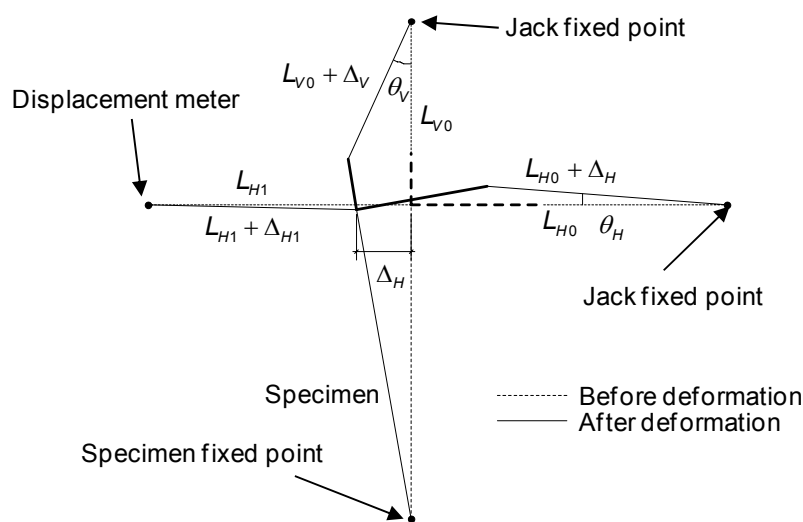 Jack fixed point
L_{V0} + Δ_V
θ_V
Displacement meter
L_{V0}
L_{H1}
L_{H0} + Δ_H
L_{H1} + Δ_{H1}
L_{H0}
θ_H
Δ_H
Jack fixed point
Specimen
Before deformation
After deformation
Specimen fixed point